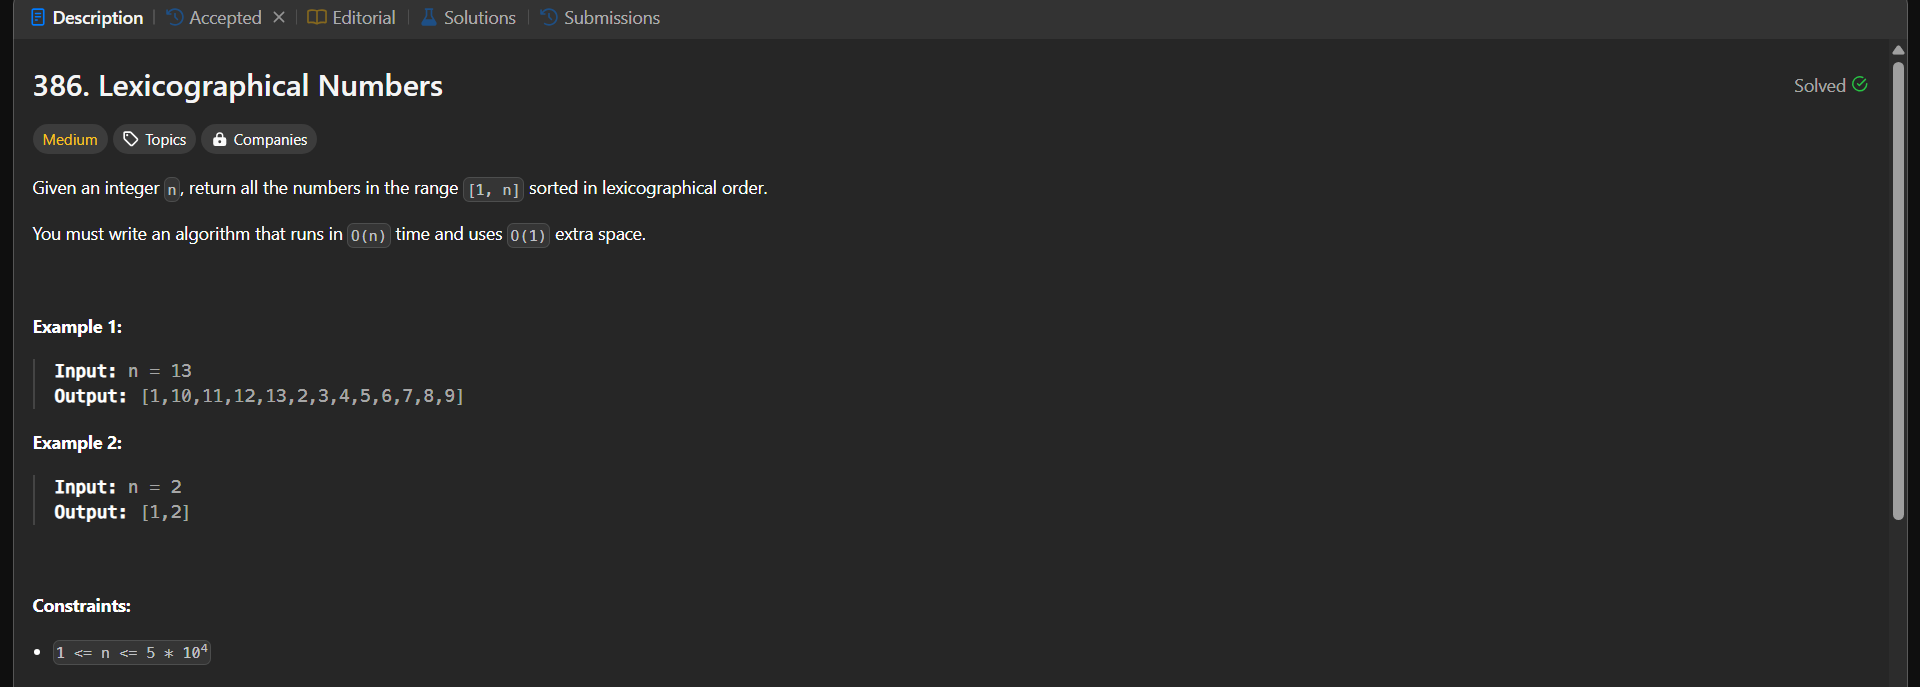 Description | Accepted × | Editorial | Solutions | Submissions
386. Lexicographical Numbers
Solved
Medium Topics Companies
Given an integer n, return all the numbers in the range [1, n] sorted in lexicographical order.
You must write an algorithm that runs in O(n) time and uses O(1) extra space.
Example 1:
Input: n = 13
Output: [1,10,11,12,13,2,3,4,5,6,7,8,9]
Example 2:
Input: n = 2
Output: [1,2]
Constraints:
• 1 <= n <= 5 * 10⁴